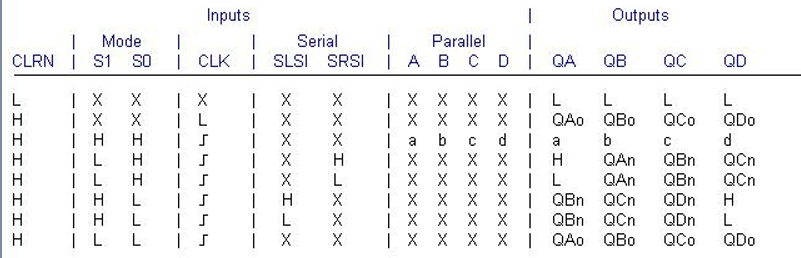 Inputs | Outputs
| Mode | | Serial | Parallel |
CLRN | S1 S0 | CLK | SLSI SRSI | A B C D | QA QB QC QD
L | X X | X | X X | X X X X | L L L L
H | X X | L | X X | X X X X | QAo QBo QCo QDo
H | H H | ⎍ | X X | a b c d | a b c d
H | L H | ⎍ | X H | X X X X | H QAn QBn QCn
H | L H | ⎍ | X L | X X X X | L QAn QBn QCn
H | H L | ⎍ | H X | X X X X | QBn QCn QDn H
H | H L | ⎍ | L X | X X X X | QBn QCn QDn L
H | L L | ⎍ | X X | X X X X | QAo QBo QCo QDo